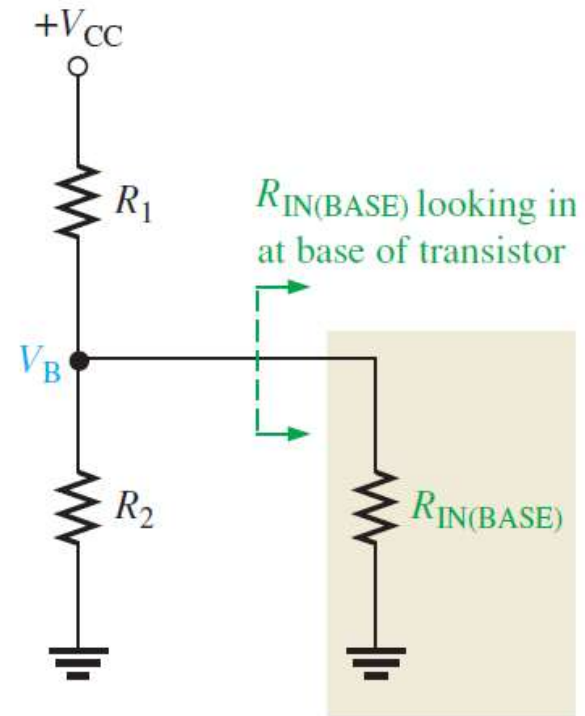 +VCC
R1
RIN(BASE) looking in
at base of transistor
VB
R2
RIN(BASE)